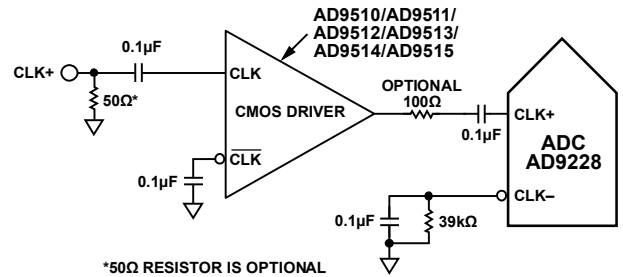 AD9510/AD9511/
AD9512/AD9513/
AD9514/AD9515
0.1µF
CLK+
50Ω*
CLK
CMOS DRIVER
CLK
0.1µF
OPTIONAL
100Ω
0.1µF
CLK+
ADC
AD9228
CLK–
0.1µF
39kΩ
*50Ω RESISTOR IS OPTIONAL